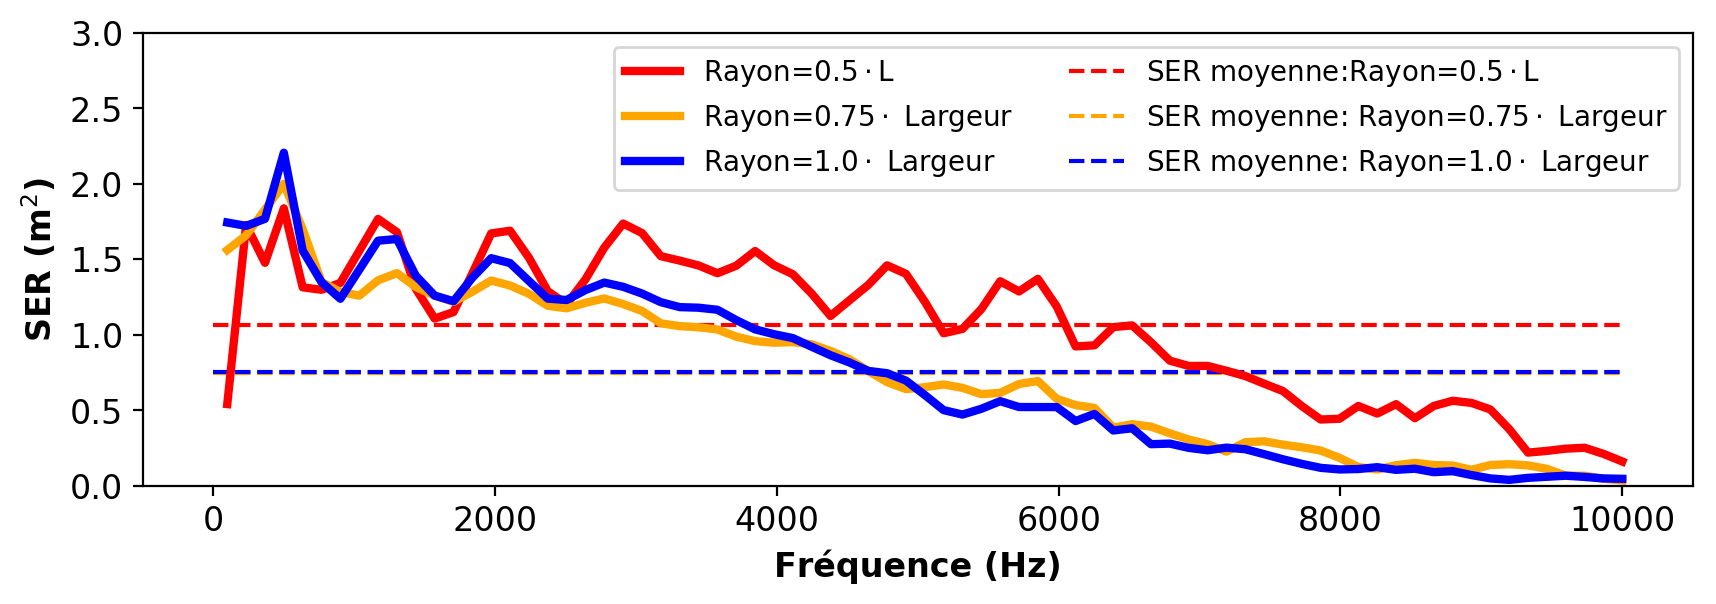 3.0
2.5
2.0
1.5
1.0
0.5
0.0
SER (m²)
Rayon=0.5 · L
Rayon=0.75 · Largeur
Rayon=1.0 · Largeur
SER moyenne:Rayon=0.5 · L
SER moyenne: Rayon=0.75 · Largeur
SER moyenne: Rayon=1.0 · Largeur
0 2000 4000 6000 8000 10000
Fréquence (Hz)